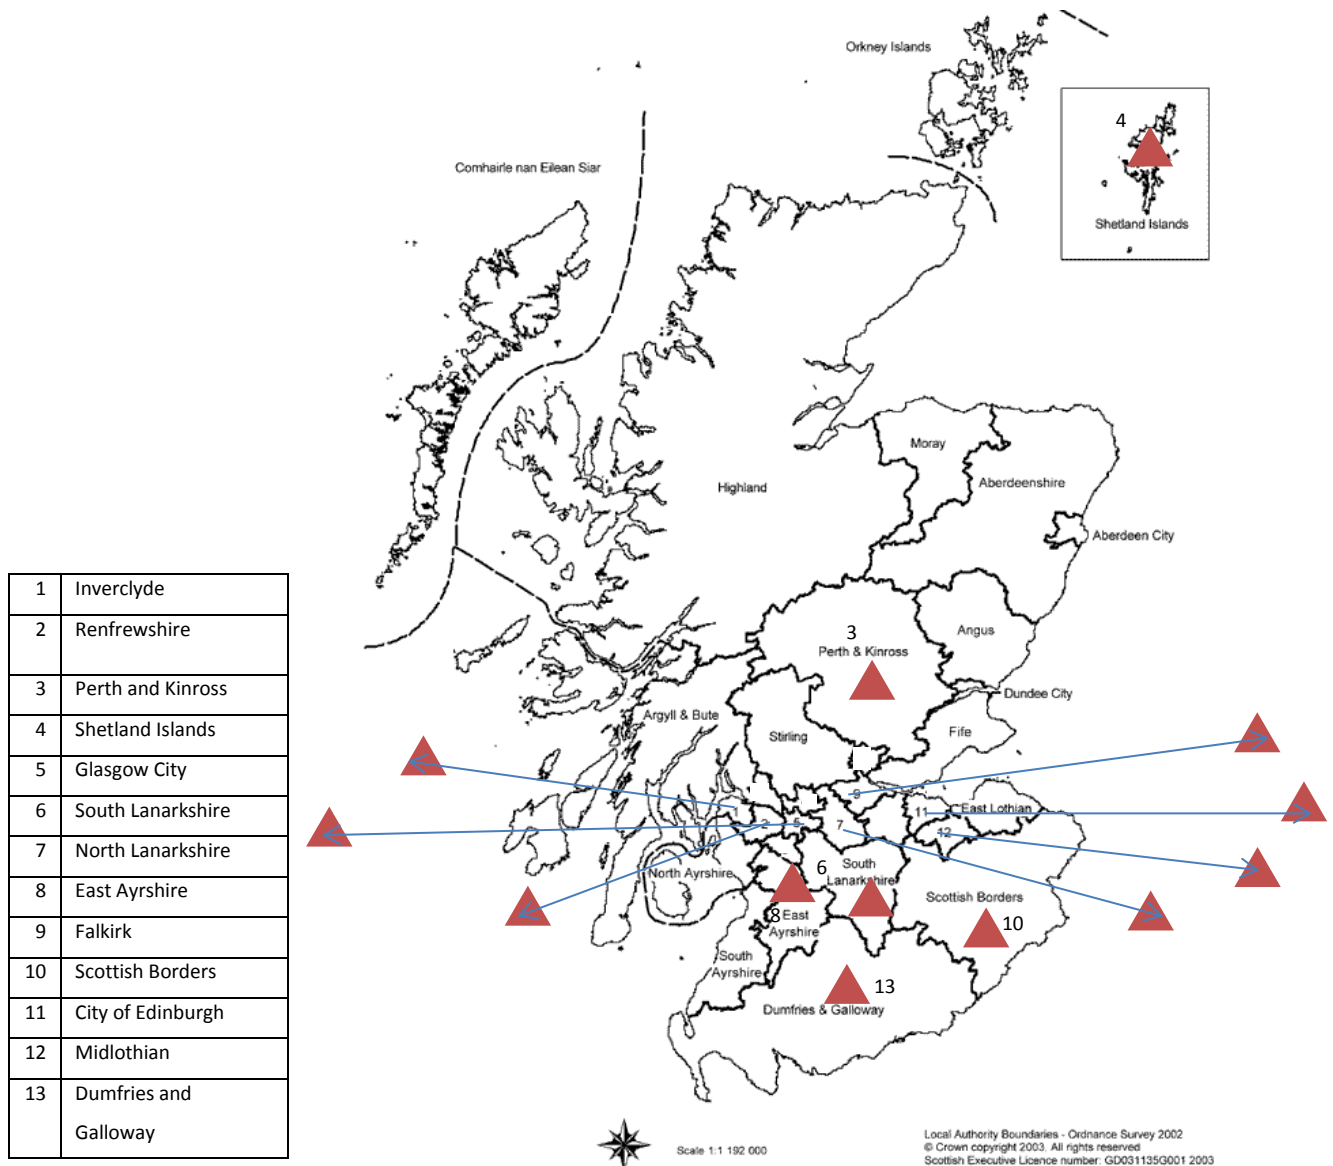 Orkney Islands
4
Comhairle nan Eilean Siar
Shetland Islands
Moray
Aberdeenshire
Highland
Aberdeen City
1 Inverclyde
2 Renfrewshire
3 Perth and Kinross
4 Shetland Islands
5 Glasgow City
6 South Lanarkshire
7 North Lanarkshire
8 East Ayrshire
9 Falkirk
10 Scottish Borders
11 City of Edinburgh
12 Midlothian
13 Dumfries and
Galloway
3
Perth & Kinross
Angus
Dundee City
Argyll & Bute
Stirling
Fife
9
1
2
5
7
11
East Lothian
12
6
South
Lanarkshire
North Ayrshire
Scottish Borders
8
East
Ayrshire
10
South
Ayrshire
13
Dumfries & Galloway
Scale 1:1 192 000
Local Authority Boundaries - Ordnance Survey 2002
© Crown copyright 2003. All rights reserved
Scottish Executive Licence number: GD031135G001 2003